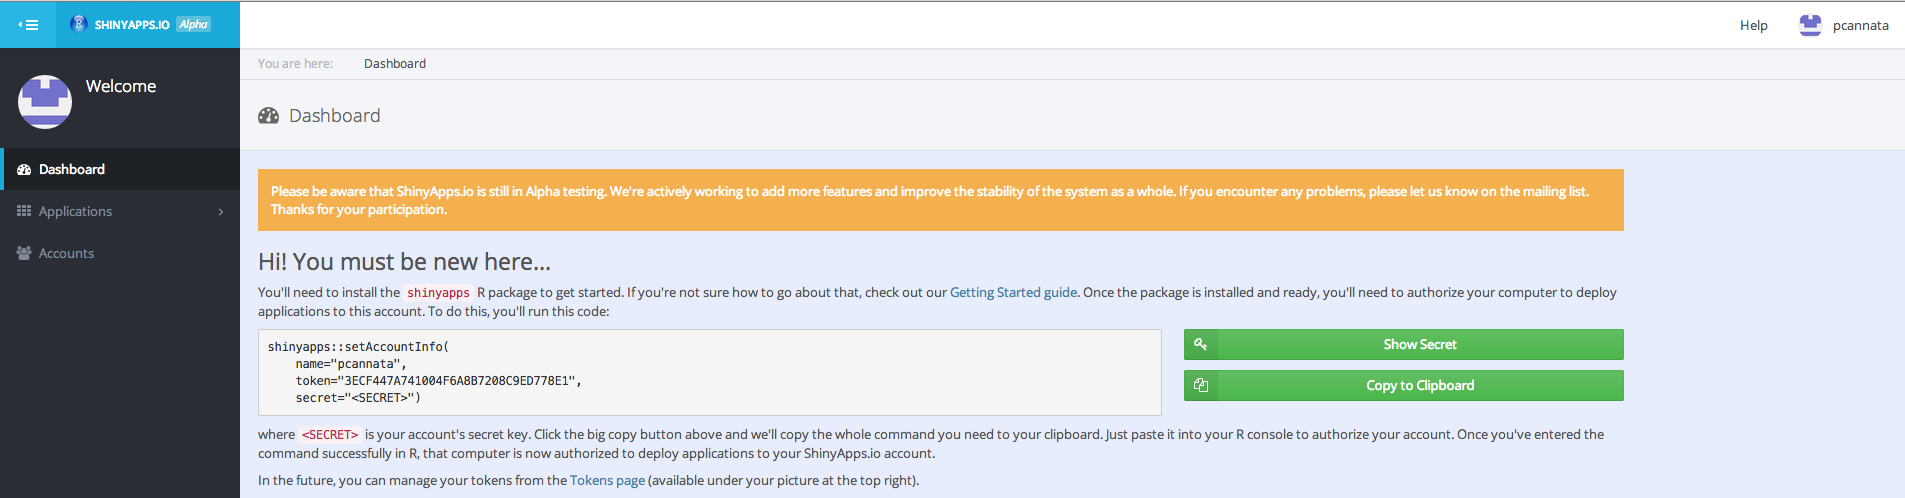 SHINYAPPS.IO Alpha
Help pcannata
Welcome
You are here: Dashboard
Dashboard
Dashboard
Applications
Accounts
Please be aware that ShinyApps.io is still in Alpha testing. We're actively working to add more features and improve the stability of the system as a whole. If you encounter any problems, please let us know on the mailing list.
Thanks for your participation.
Hi! You must be new here...
You'll need to install the shinyapps R package to get started. If you're not sure how to go about that, check out our Getting Started guide. Once the package is installed and ready, you'll need to authorize your computer to deploy
applications to this account. To do this, you'll run this code:
shinyapps::setAccountInfo(
name="pcannata",
token="3ECF447A741004F6A8B7208C9ED778E1",
secret="<SECRET>")
Show Secret
Copy to Clipboard
where <SECRET> is your account's secret key. Click the big copy button above and we'll copy the whole command you need to your clipboard. Just paste it into your R console to authorize your account. Once you've entered the
command successfully in R, that computer is now authorized to deploy applications to your ShinyApps.io account.
In the future, you can manage your tokens from the Tokens page (available under your picture at the top right).